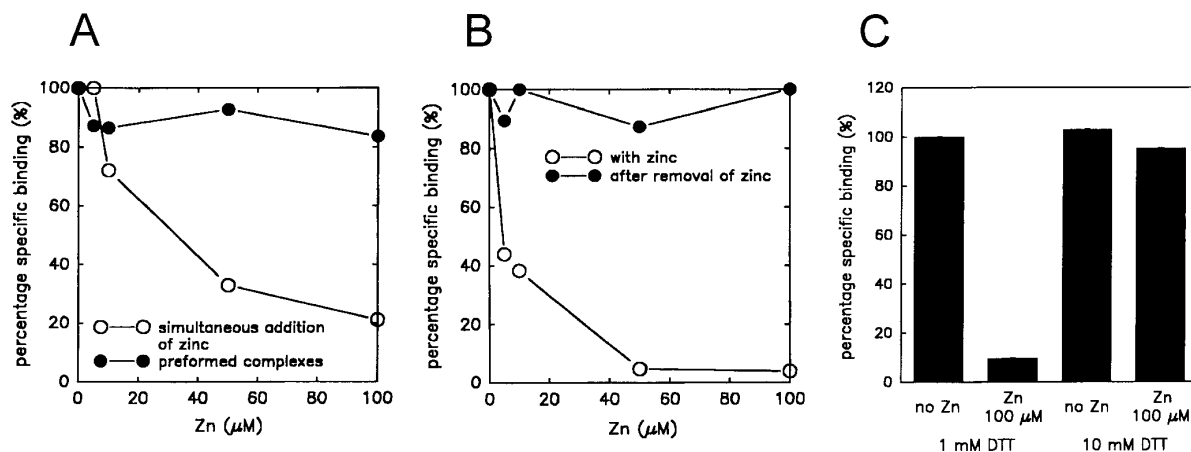 A
percentage specific binding (%)
100
80
60
40
20
0
simultaneous addition
of zinc
preformed complexes
0 20 40 60 80 100
Zn (μM)
B
percentage specific binding (%)
100
80
60
40
20
0
with zinc
after removal of zinc
0 20 40 60 80 100
Zn (μM)
C
percentage specific binding (%)
120
100
80
60
40
20
0
no Zn Zn no Zn Zn
100 μM 100 μM
1 mM DTT 10 mM DTT